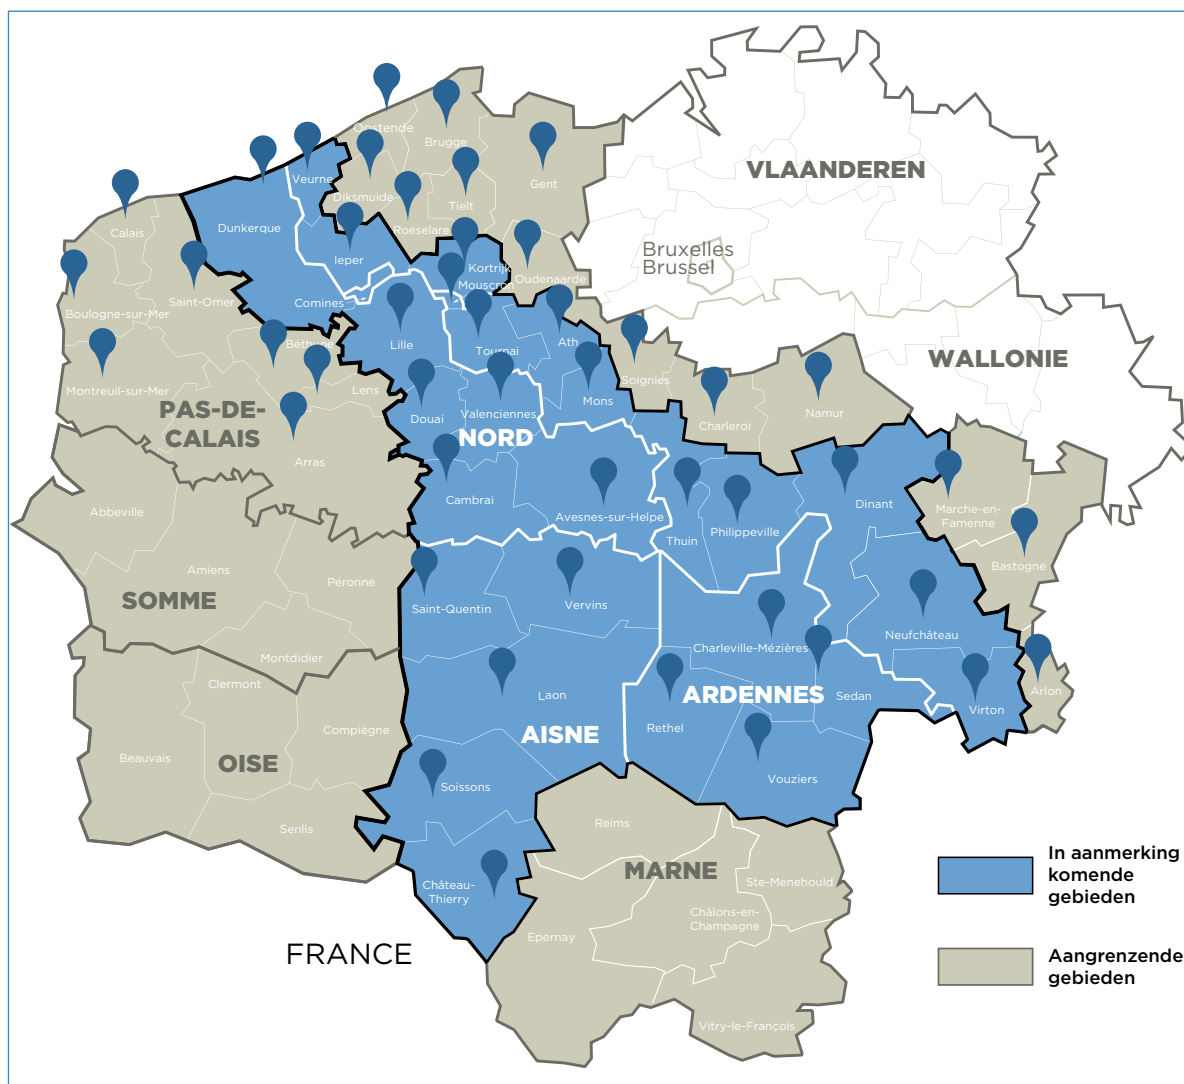 Oostende
Brugge
VLAANDEREN
Veurne
Gent
Diksmuide-
Tielt
Dunkerque
Calais
Roeselare
Bruxelles
Brussel
Ieper
Kortrijk
Oudenaarde
Mouscron
Saint-Omer
Comines
Boulogne-sur-Mer
Béthune
Lille
Tournai
Ath
WALLONIE
Soignies
Montreuil-sur-Mer
Lens
Mons
PAS-DE-
CALAIS
Douai
Valenciennes
Charleroi
Namur
NORD
Arras
Cambrai
Dinant
Abbeville
Avesnes-sur-Helpe
Thuin
Philippeville
Marche-en-
Famenne
Bastogne
Amiens
Péronne
SOMME
Saint-Quentin
Vervins
Neufchâteau
Charleville-Mézières
Montdidier
Clermont
Laon
ARDENNES
Sedan
Arlon
Virton
Compiègne
Rethel
AISNE
Beauvais
OISE
Soissons
Vouziers
Senlis
Reims
MARNE
Château-
Thierry
Ste-Menehould
Châlons-en-
Champagne
Epernay
FRANCE
Vitry-le-François
In aanmerking
komende
gebieden
Aangrenzende
gebieden